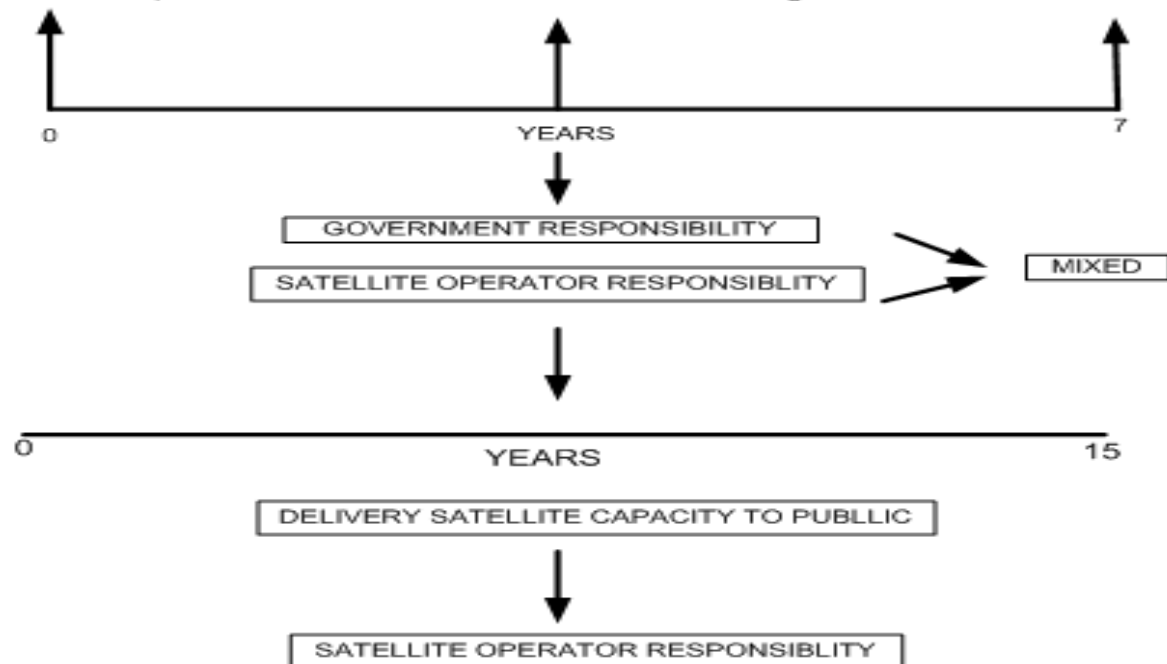 0
YEARS
7
GOVERNMENT RESPONSIBILITY
SATELLITE OPERATOR RESPONSIBLITY
MIXED
0
YEARS
15
DELIVERY SATELLITE CAPACITY TO PUBLLIC
SATELLITE OPERATOR RESPONSIBLITY